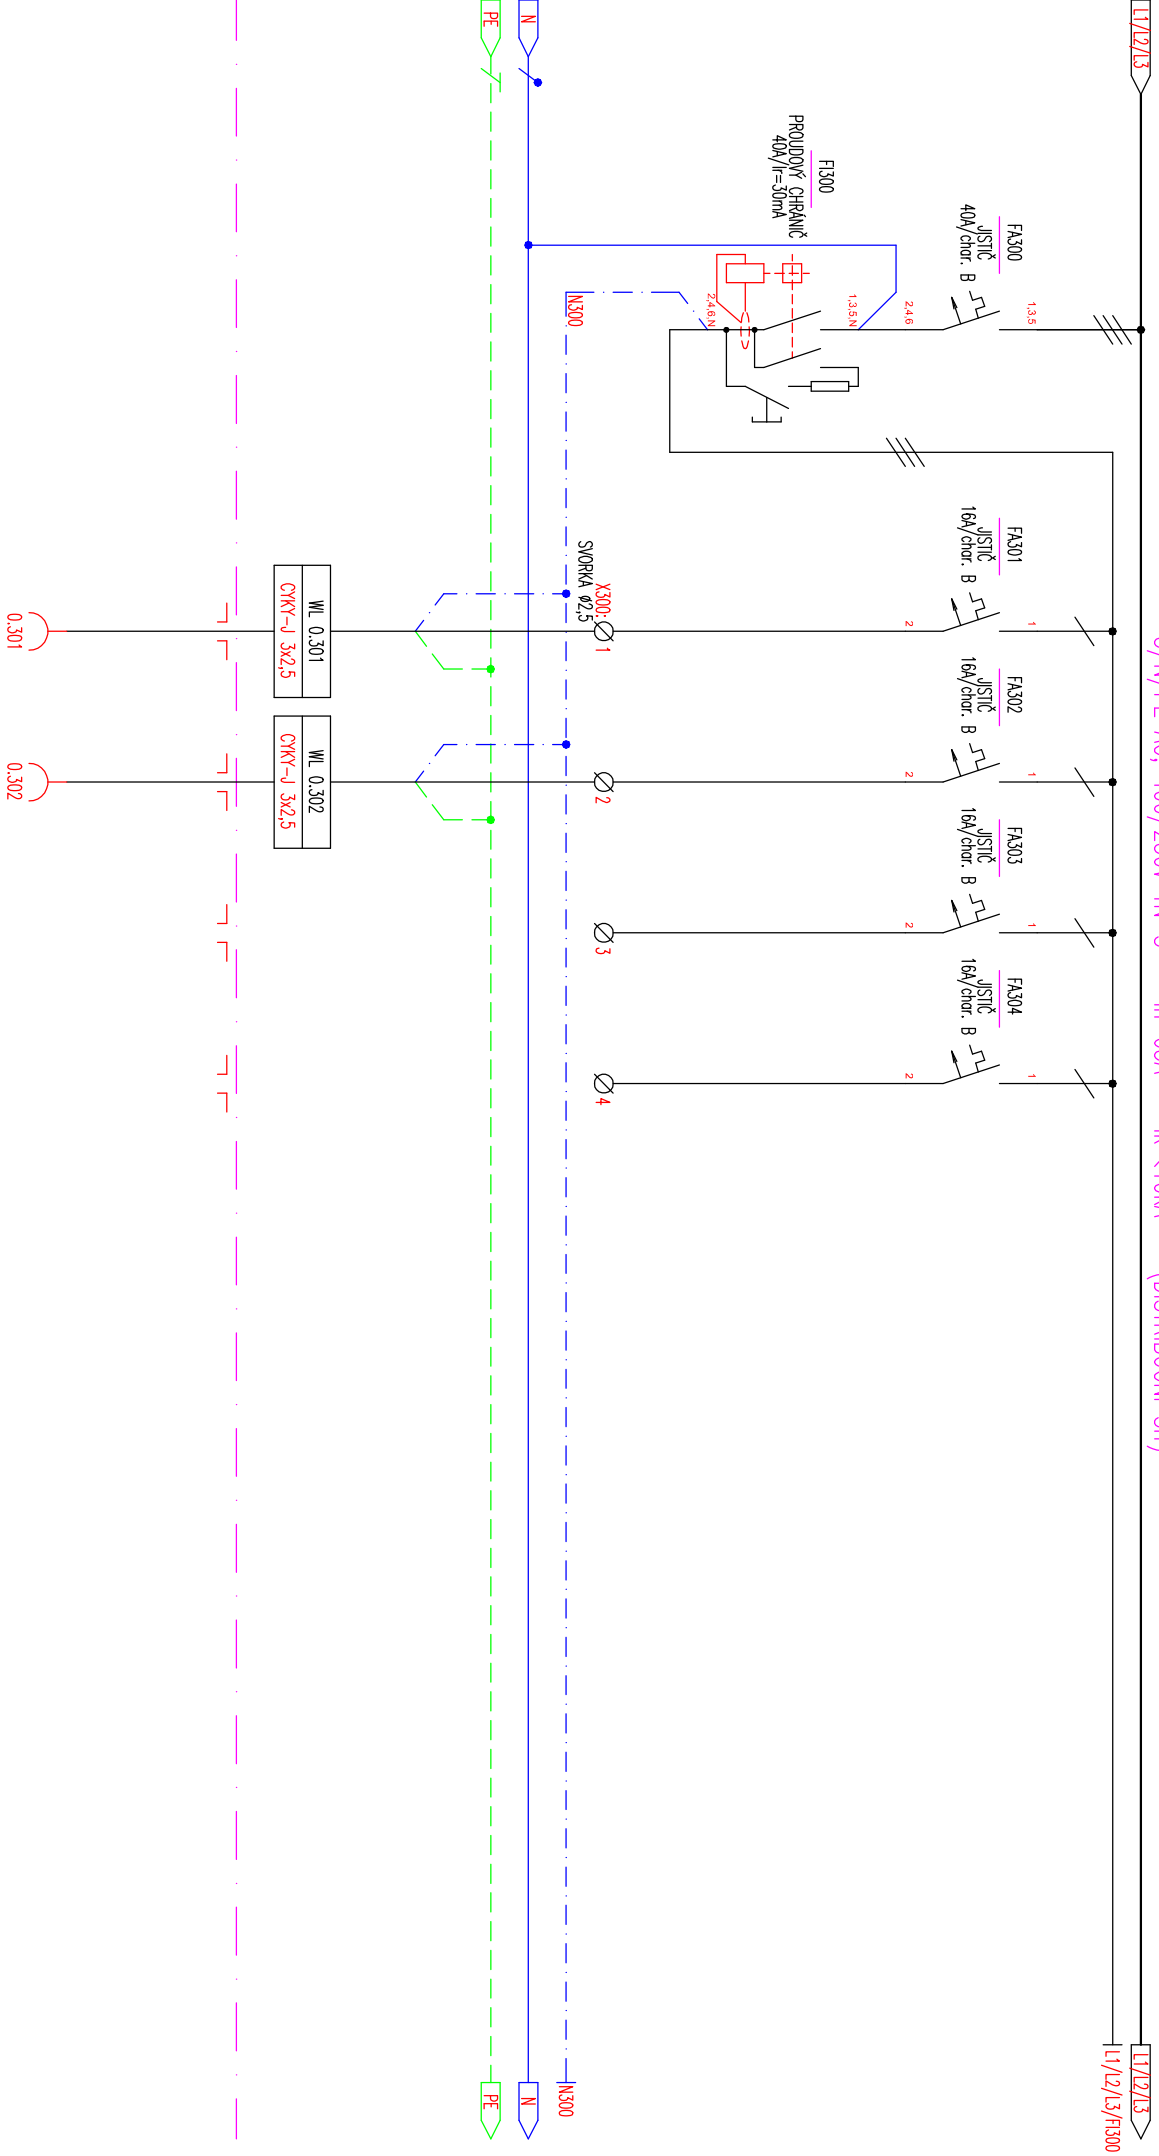 L1/L2/L3
L1/L2/L3
L1/L2/L3/FI300
FA300
JISTIČ
40A/char. B
1,3,5
2,4,6
FI300
PROUDOVÝ CHRÁNIČ
40A/Ir=30mA
1,3,5,N
2,4,6,N
FA301
JISTIČ
16A/char. B
1
2
FA302
JISTIČ
16A/char. B
1
2
FA303
JISTIČ
16A/char. B
1
2
FA304
JISTIČ
16A/char. B
1
2
X300:
SVORKA Ø2,5
1
2
3
4
N300
N300
N
N
PE
PE
WL 0.301
CYKY-J 3x2,5
WL 0.302
CYKY-J 3x2,5
0.301
0.302